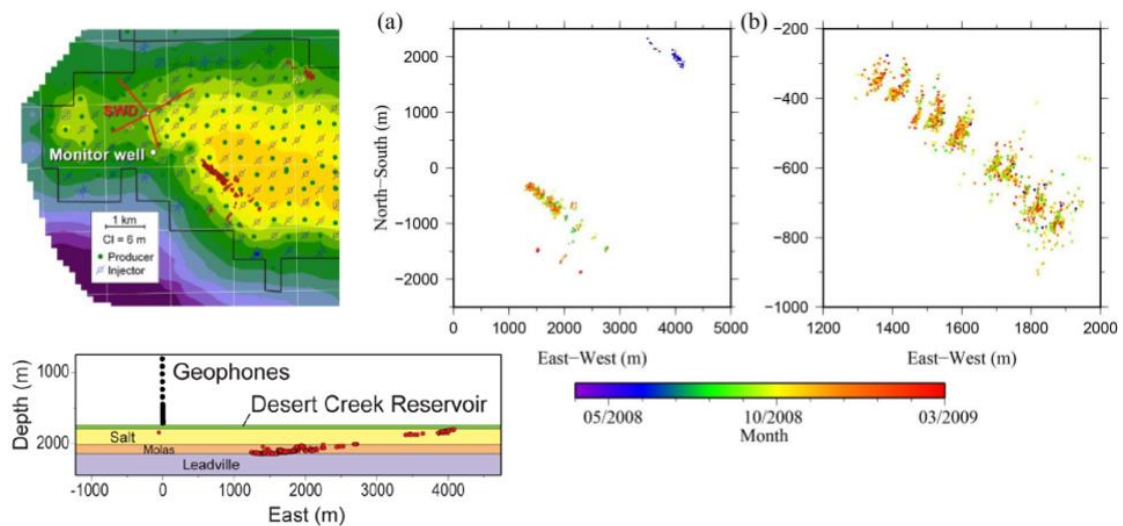 SWD
Monitor well
1 km
CI = 6 m
Producer
Injector
(a)
North−South (m)
2000
1000
0
−1000
−2000
0 1000 2000 3000 4000 5000
East−West (m)
(b)
−200
−400
−600
−800
−1000
1200 1400 1600 1800 2000
East−West (m)
05/2008 10/2008 03/2009
Month
Depth (m)
1000
2000
Geophones
Desert Creek Reservoir
Salt
Molas
Leadville
-1000 0 1000 2000 3000 4000
East (m)